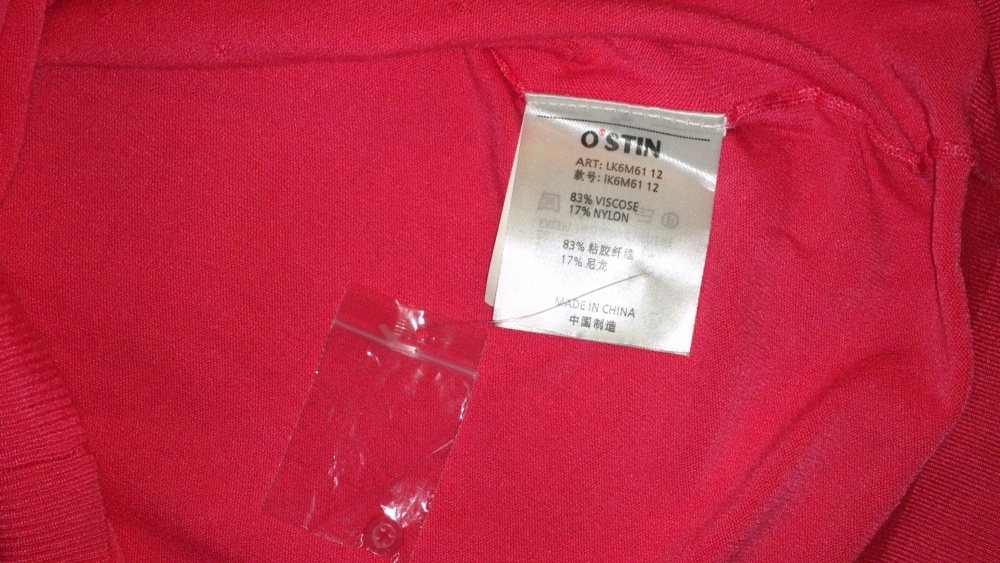 O'STIN
ART: LK6M61 12
款号: IK6M61 12
83% VISCOSE
17% NYLON
83% 粘胶纤维
17% 尼龙
MADE IN CHINA
中国制造